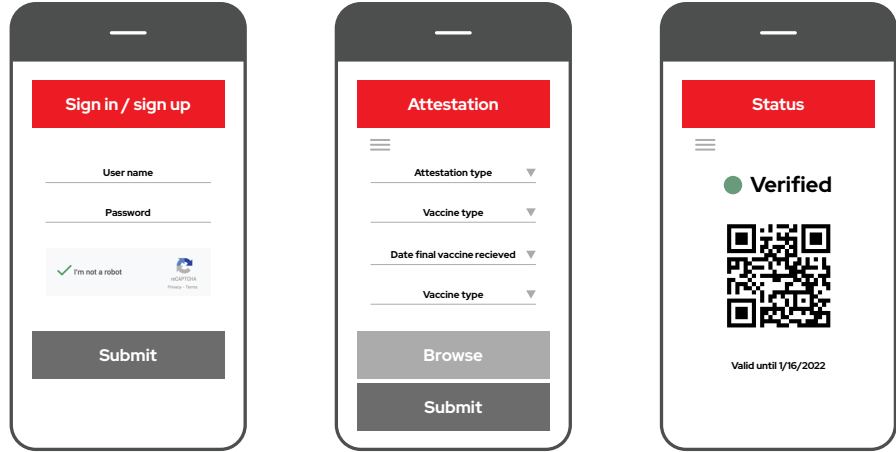 Sign in / sign up
User name
Password
I'm not a robot
reCAPTCHA
Privacy - Terms
Submit
Attestation
Attestation type
Vaccine type
Date final vaccine recieved
Vaccine type
Browse
Submit
Status
Verified
Valid until 1/16/2022